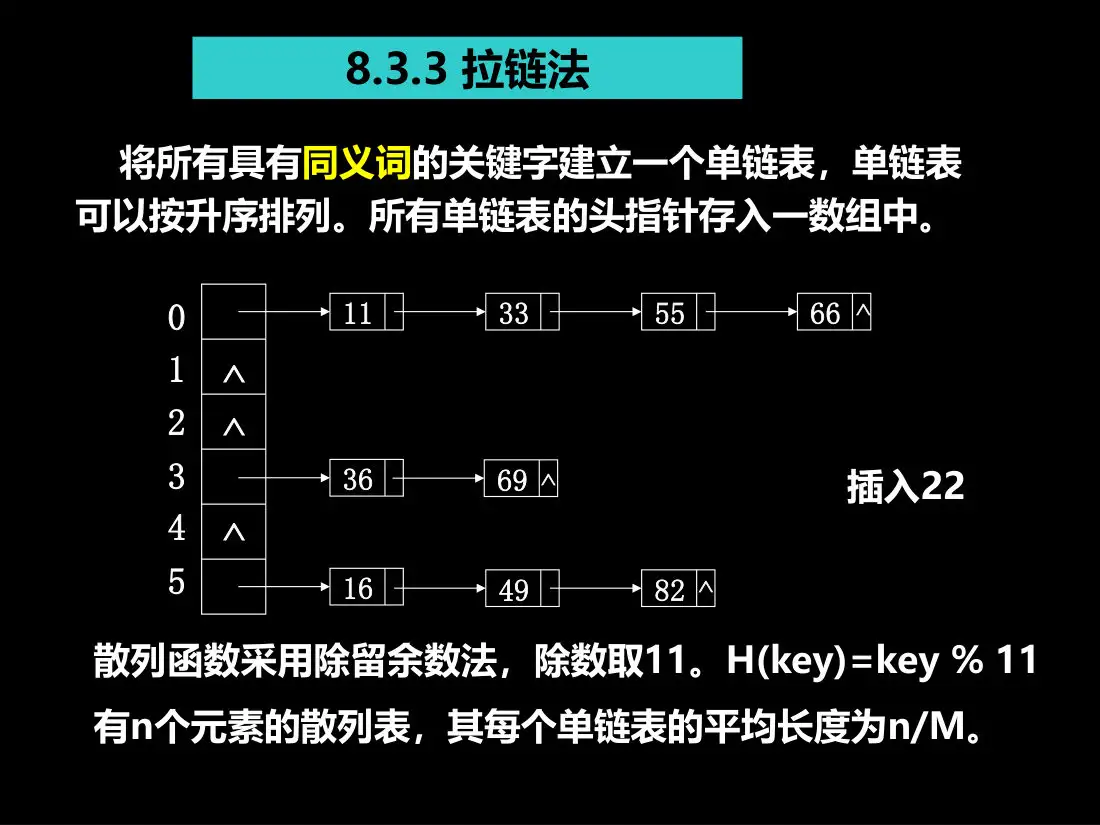 8.3.3 拉链法
将所有具有同义词的关键字建立一个单链表，单链表
可以按升序排列。所有单链表的头指针存入一数组中。
0 11 33 55 66 ^
1 ^
2 ^
3 36 69 ^
插入22
4 ^
5 16 49 82 ^
散列函数采用除留余数法，除数取11。H(key)=key % 11
有n个元素的散列表，其每个单链表的平均长度为n/M。